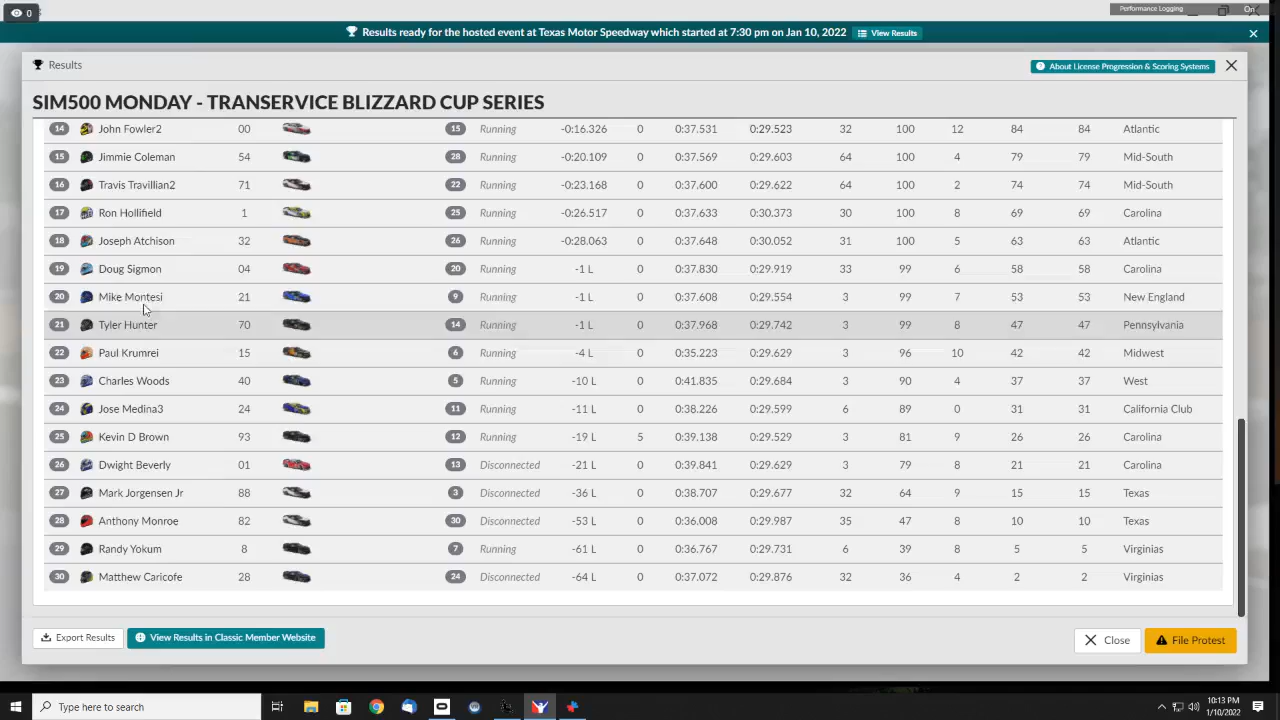 0
Performance Logging On
Results ready for the hosted event at Texas Motor Speedway which started at 7:30 pm on Jan 10, 2022 View Results
Results About License Progression & Scoring Systems
SIM500 MONDAY - TRANSERVICE BLIZZARD CUP SERIES
14 John Fowler2 00 15 Running -0:16.326 0 0:37.531 0:29.523 32 100 12 84 84 Atlantic
15 Jimmie Coleman 54 28 Running -0:20.109 0 0:37.569 0:29.603 64 100 4 79 79 Mid-South
16 Travis Travillian2 71 22 Running -0:23.168 0 0:37.600 0:29.622 64 100 2 74 74 Mid-South
17 Ron Hollifield 1 25 Running -0:26.517 0 0:37.633 0:30.373 30 100 8 69 69 Carolina
18 Joseph Atchison 32 26 Running -0:28.063 0 0:37.648 0:30.052 31 100 5 63 63 Atlantic
19 Doug Sigmon 04 20 Running -1 L 0 0:37.830 0:29.919 33 99 6 58 58 Carolina
20 Mike Montesi 21 9 Running -1 L 0 0:37.608 0:29.554 3 99 7 53 53 New England
21 Tyler Hunter 70 14 Running -1 L 0 0:37.968 0:29.742 3 99 8 47 47 Pennsylvania
22 Paul Krumrei 15 6 Running -4 L 0 0:35.223 0:29.629 3 96 10 42 42 Midwest
23 Charles Woods 40 5 Running -10 L 0 0:41.835 0:29.684 3 90 4 37 37 West
24 Jose Medina3 24 11 Running -11 L 0 0:38.226 0:29.599 6 89 0 31 31 California Club
25 Kevin D Brown 93 12 Running -19 L 5 0:39.138 0:29.529 3 81 9 26 26 Carolina
26 Dwight Beverly 01 13 Disconnected -21 L 0 0:39.841 0:29.629 3 79 8 21 21 Carolina
27 Mark Jorgensen Jr 88 3 Disconnected -36 L 0 0:38.707 0:29.677 32 64 9 15 15 Texas
28 Anthony Monroe 82 30 Disconnected -53 L 0 0:36.008 0:29.987 35 47 8 10 10 Texas
29 Randy Yokum 8 7 Running -61 L 0 0:36.767 0:29.731 6 39 8 5 5 Virginias
30 Matthew Caricofe 28 24 Disconnected -64 L 0 0:37.072 0:29.876 32 36 4 2 2 Virginias
Export Results View Results in Classic Member Website Close File Protest
Type here to search
10:13 PM
1/10/2022